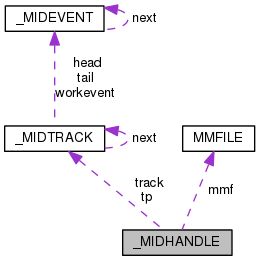 _MIDEVENT
next
head
tail
workevent
_MIDTRACK
next
MMFILE
track
tp
mmf
_MIDHANDLE